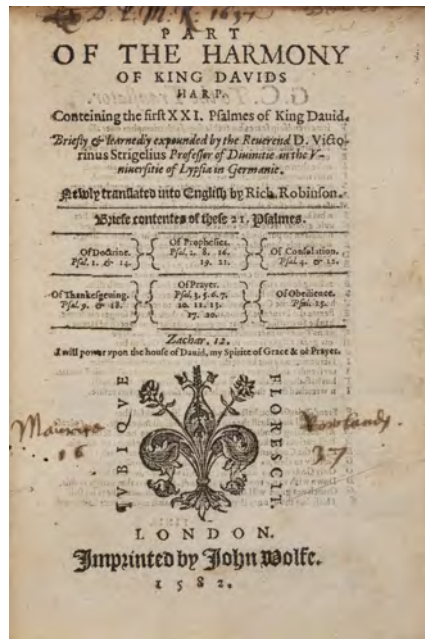 D. L. M. R. 1637
PART
OF THE HARMONY
OF KING DAVIDS
HARP.
Conteining the first XXI. Psalmes of King Dauid.
Briefly & learnedly expounded by the Reuerend D. Victo-
rinus Strigelius Professor of Diuinitie in the V-
niuersitie of Lypsia in Germanie.
Newly translated into English by Rich. Robinson.
Briefe contentes of these 21. Psalmes.
Of Doctrine.
Psal. 1. & 14.
Of Prophesies.
Psal. 2. 8. 16.
19. 21.
Of Consolation.
Psal. 4. & 12.
Of Thankesgeuing.
Psal. 9. & 18.
Of Prayer.
Psal. 3. 5. 6. 7.
10. 11. 13.
17. 20.
Of Obedience.
Psal. 15.
Zachar. 12.
I will power vpon the house of Dauid, my Spirite of Grace & of Prayer.
VBIQVE
FLORESCIT.
Maurice
16
Rowlands.
37
LONDON.
Imprinted by John Wolfe.
1582.